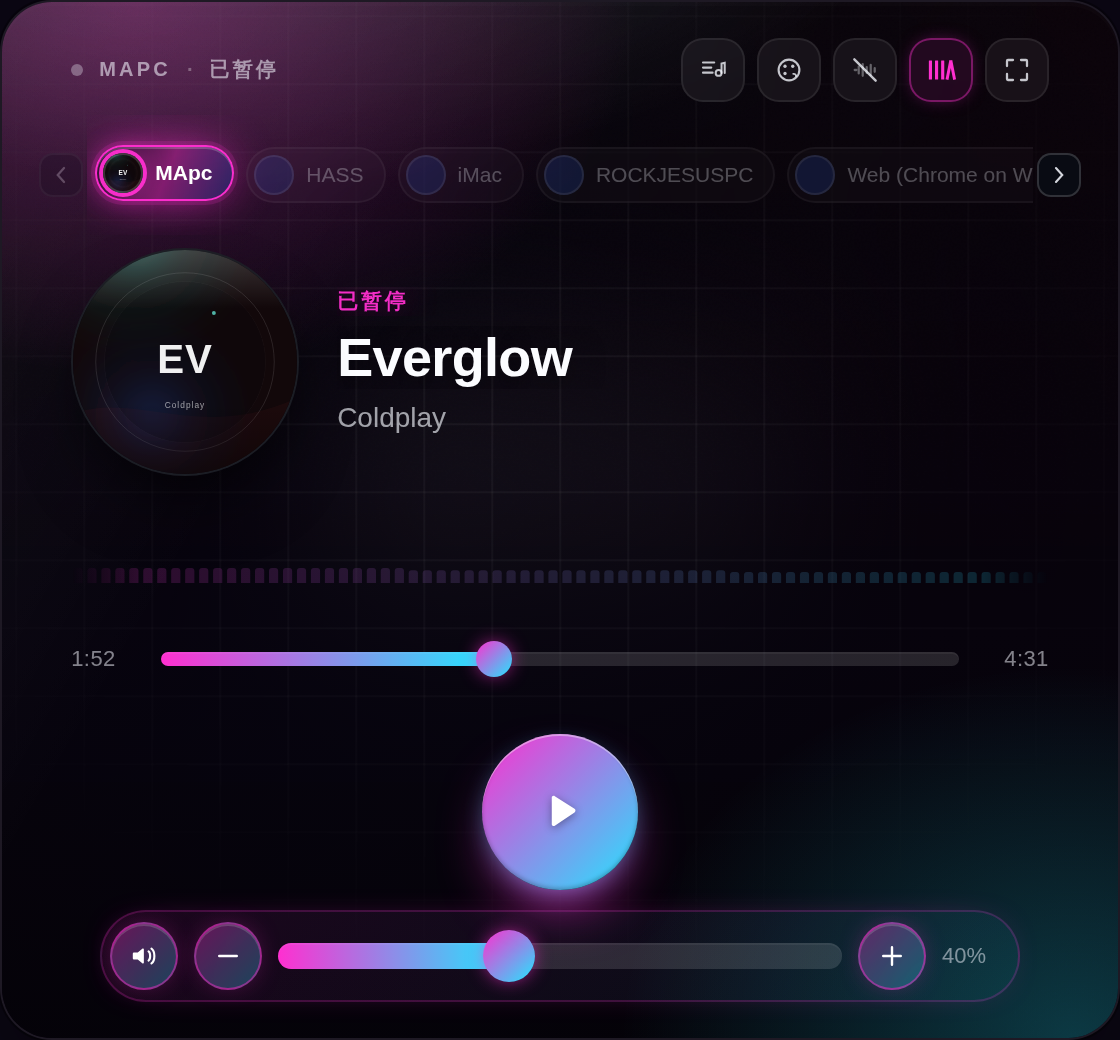 MAPC · 已暂停
EV MApc HASS iMac ROCKJESUSPC Web (Chrome on W
已暂停
Everglow
Coldplay
EV
Coldplay
1:52 4:31
40%